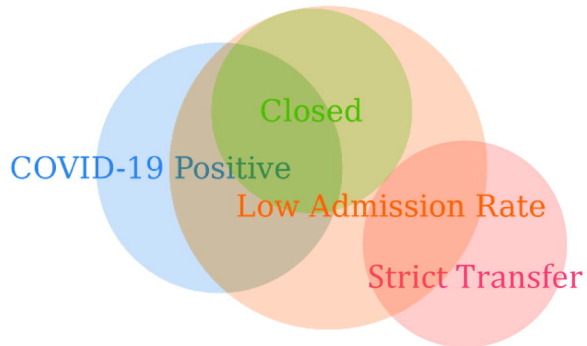 Closed
COVID-19 Positive
Low Admission Rate
Strict Transfer